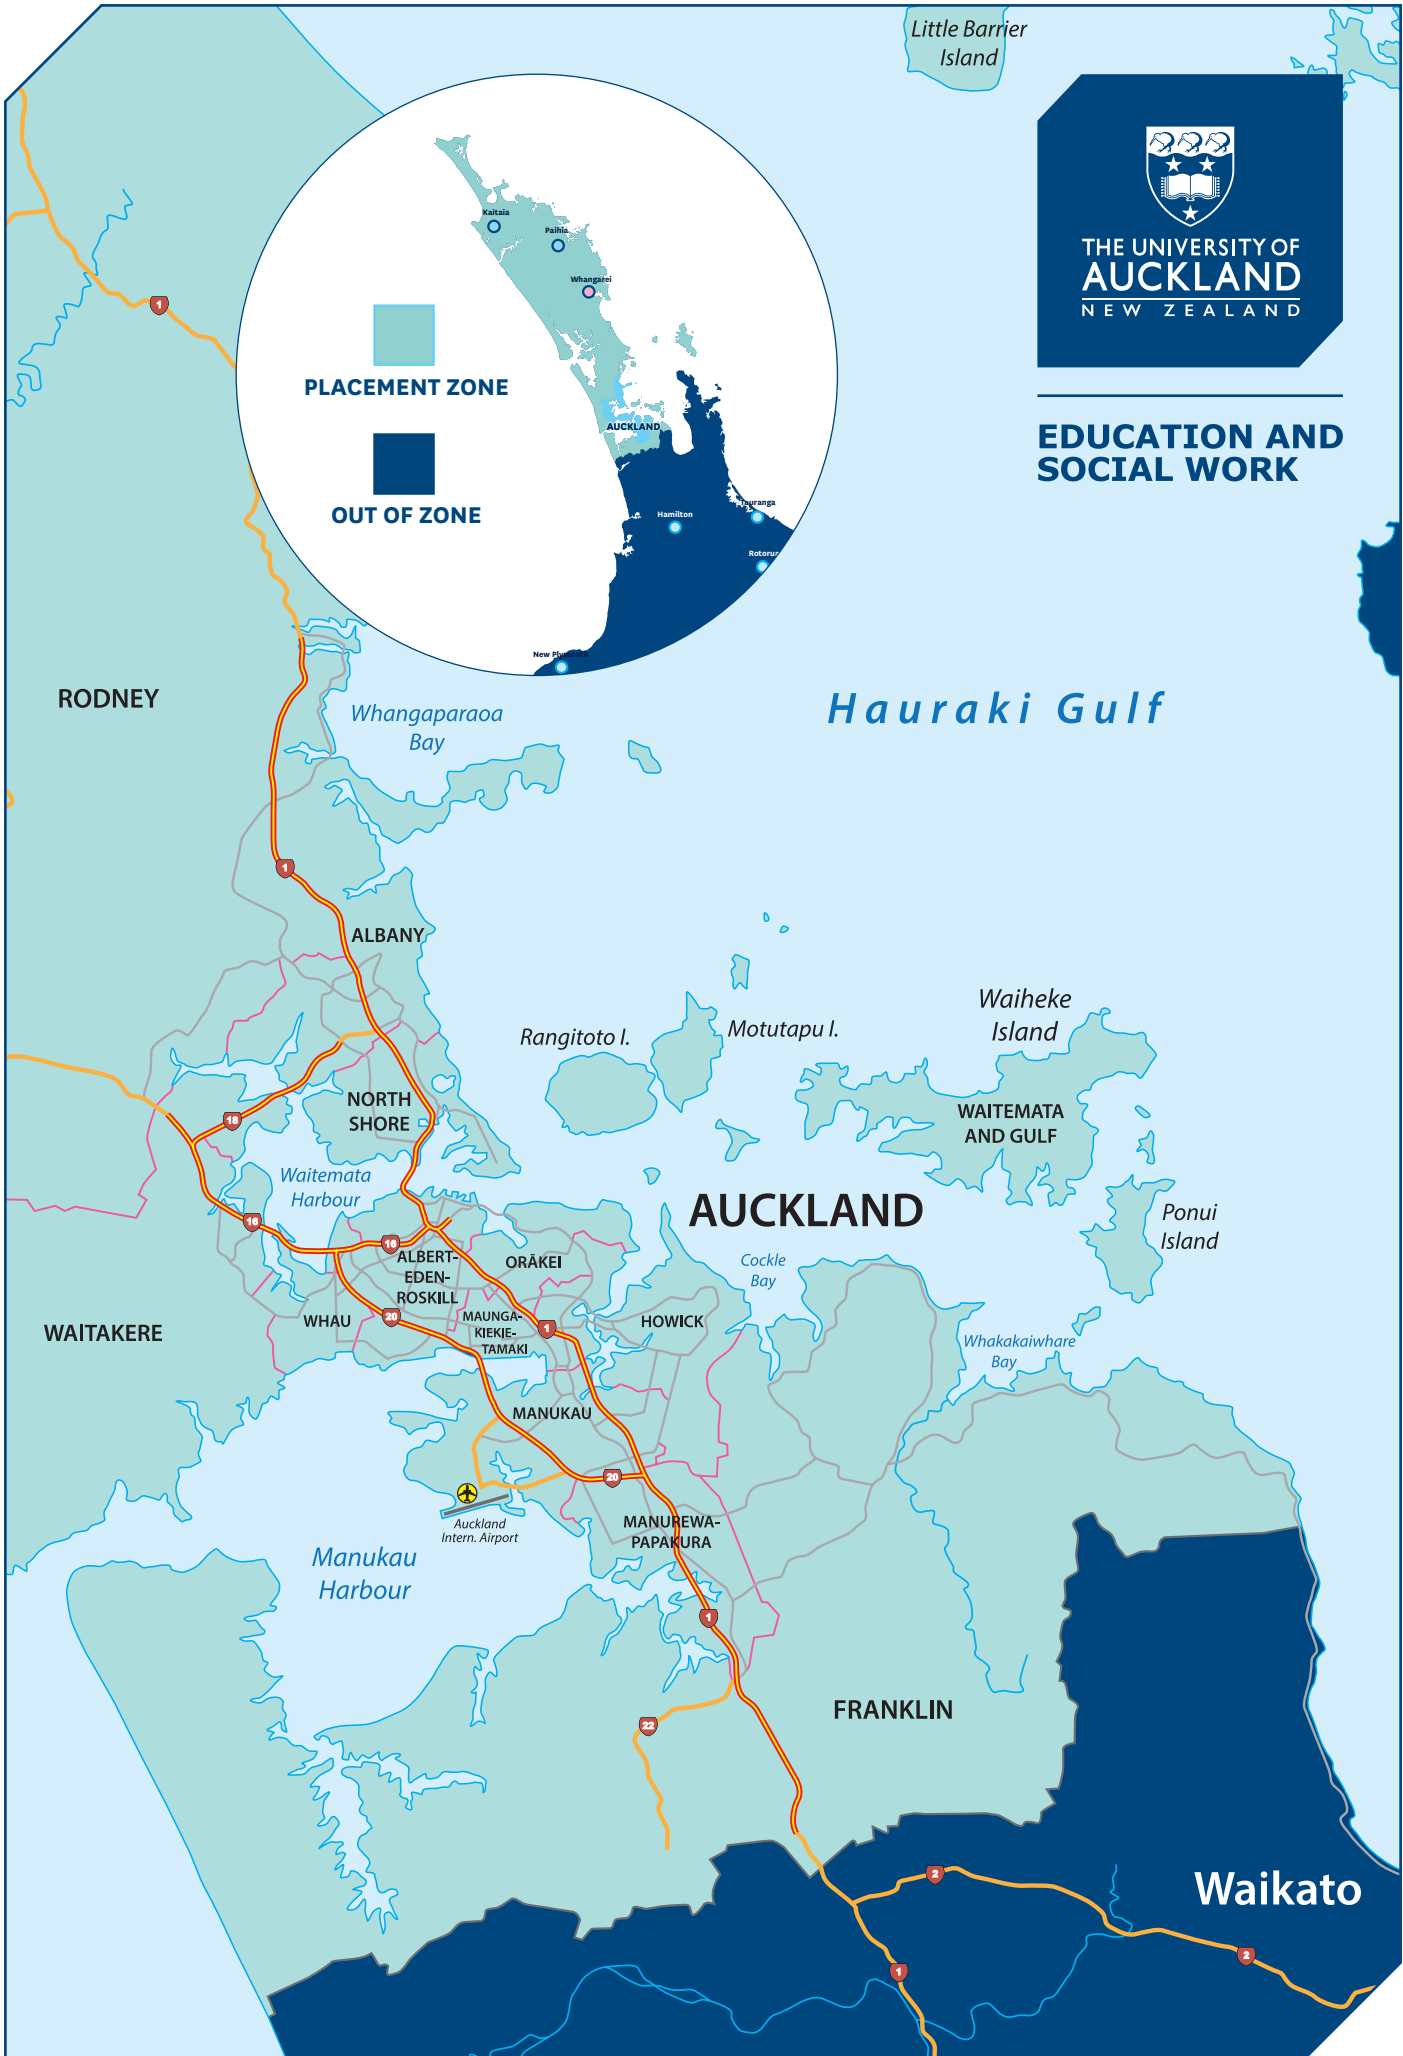 Little Barrier
Island
THE UNIVERSITY OF
AUCKLAND
NEW ZEALAND
EDUCATION AND
SOCIAL WORK
Kaitaia
Paihia
Whangarei
AUCKLAND
Hamilton
Tauranga
Rotorua
New Plymouth
PLACEMENT ZONE
OUT OF ZONE
1
RODNEY
Whangaparaoa
Bay
Hauraki Gulf
1
ALBANY
Rangitoto I.
Motutapu I.
Waiheke
Island
NORTH
SHORE
18
WAITEMATA
AND GULF
Waitemata
Harbour
16
16
AUCKLAND
Ponui
Island
ALBERT-
EDEN-
ROSKILL
ORĀKEI
Cockle
Bay
WAITAKERE
WHAU
20
MAUNGA-
KIEKIE-
TAMAKI
1
HOWICK
Whakakaiwhare
Bay
MANUKAU
20
Auckland
Intern. Airport
MANUREWA-
PAPAKURA
Manukau
Harbour
1
22
FRANKLIN
2
Waikato
1
2